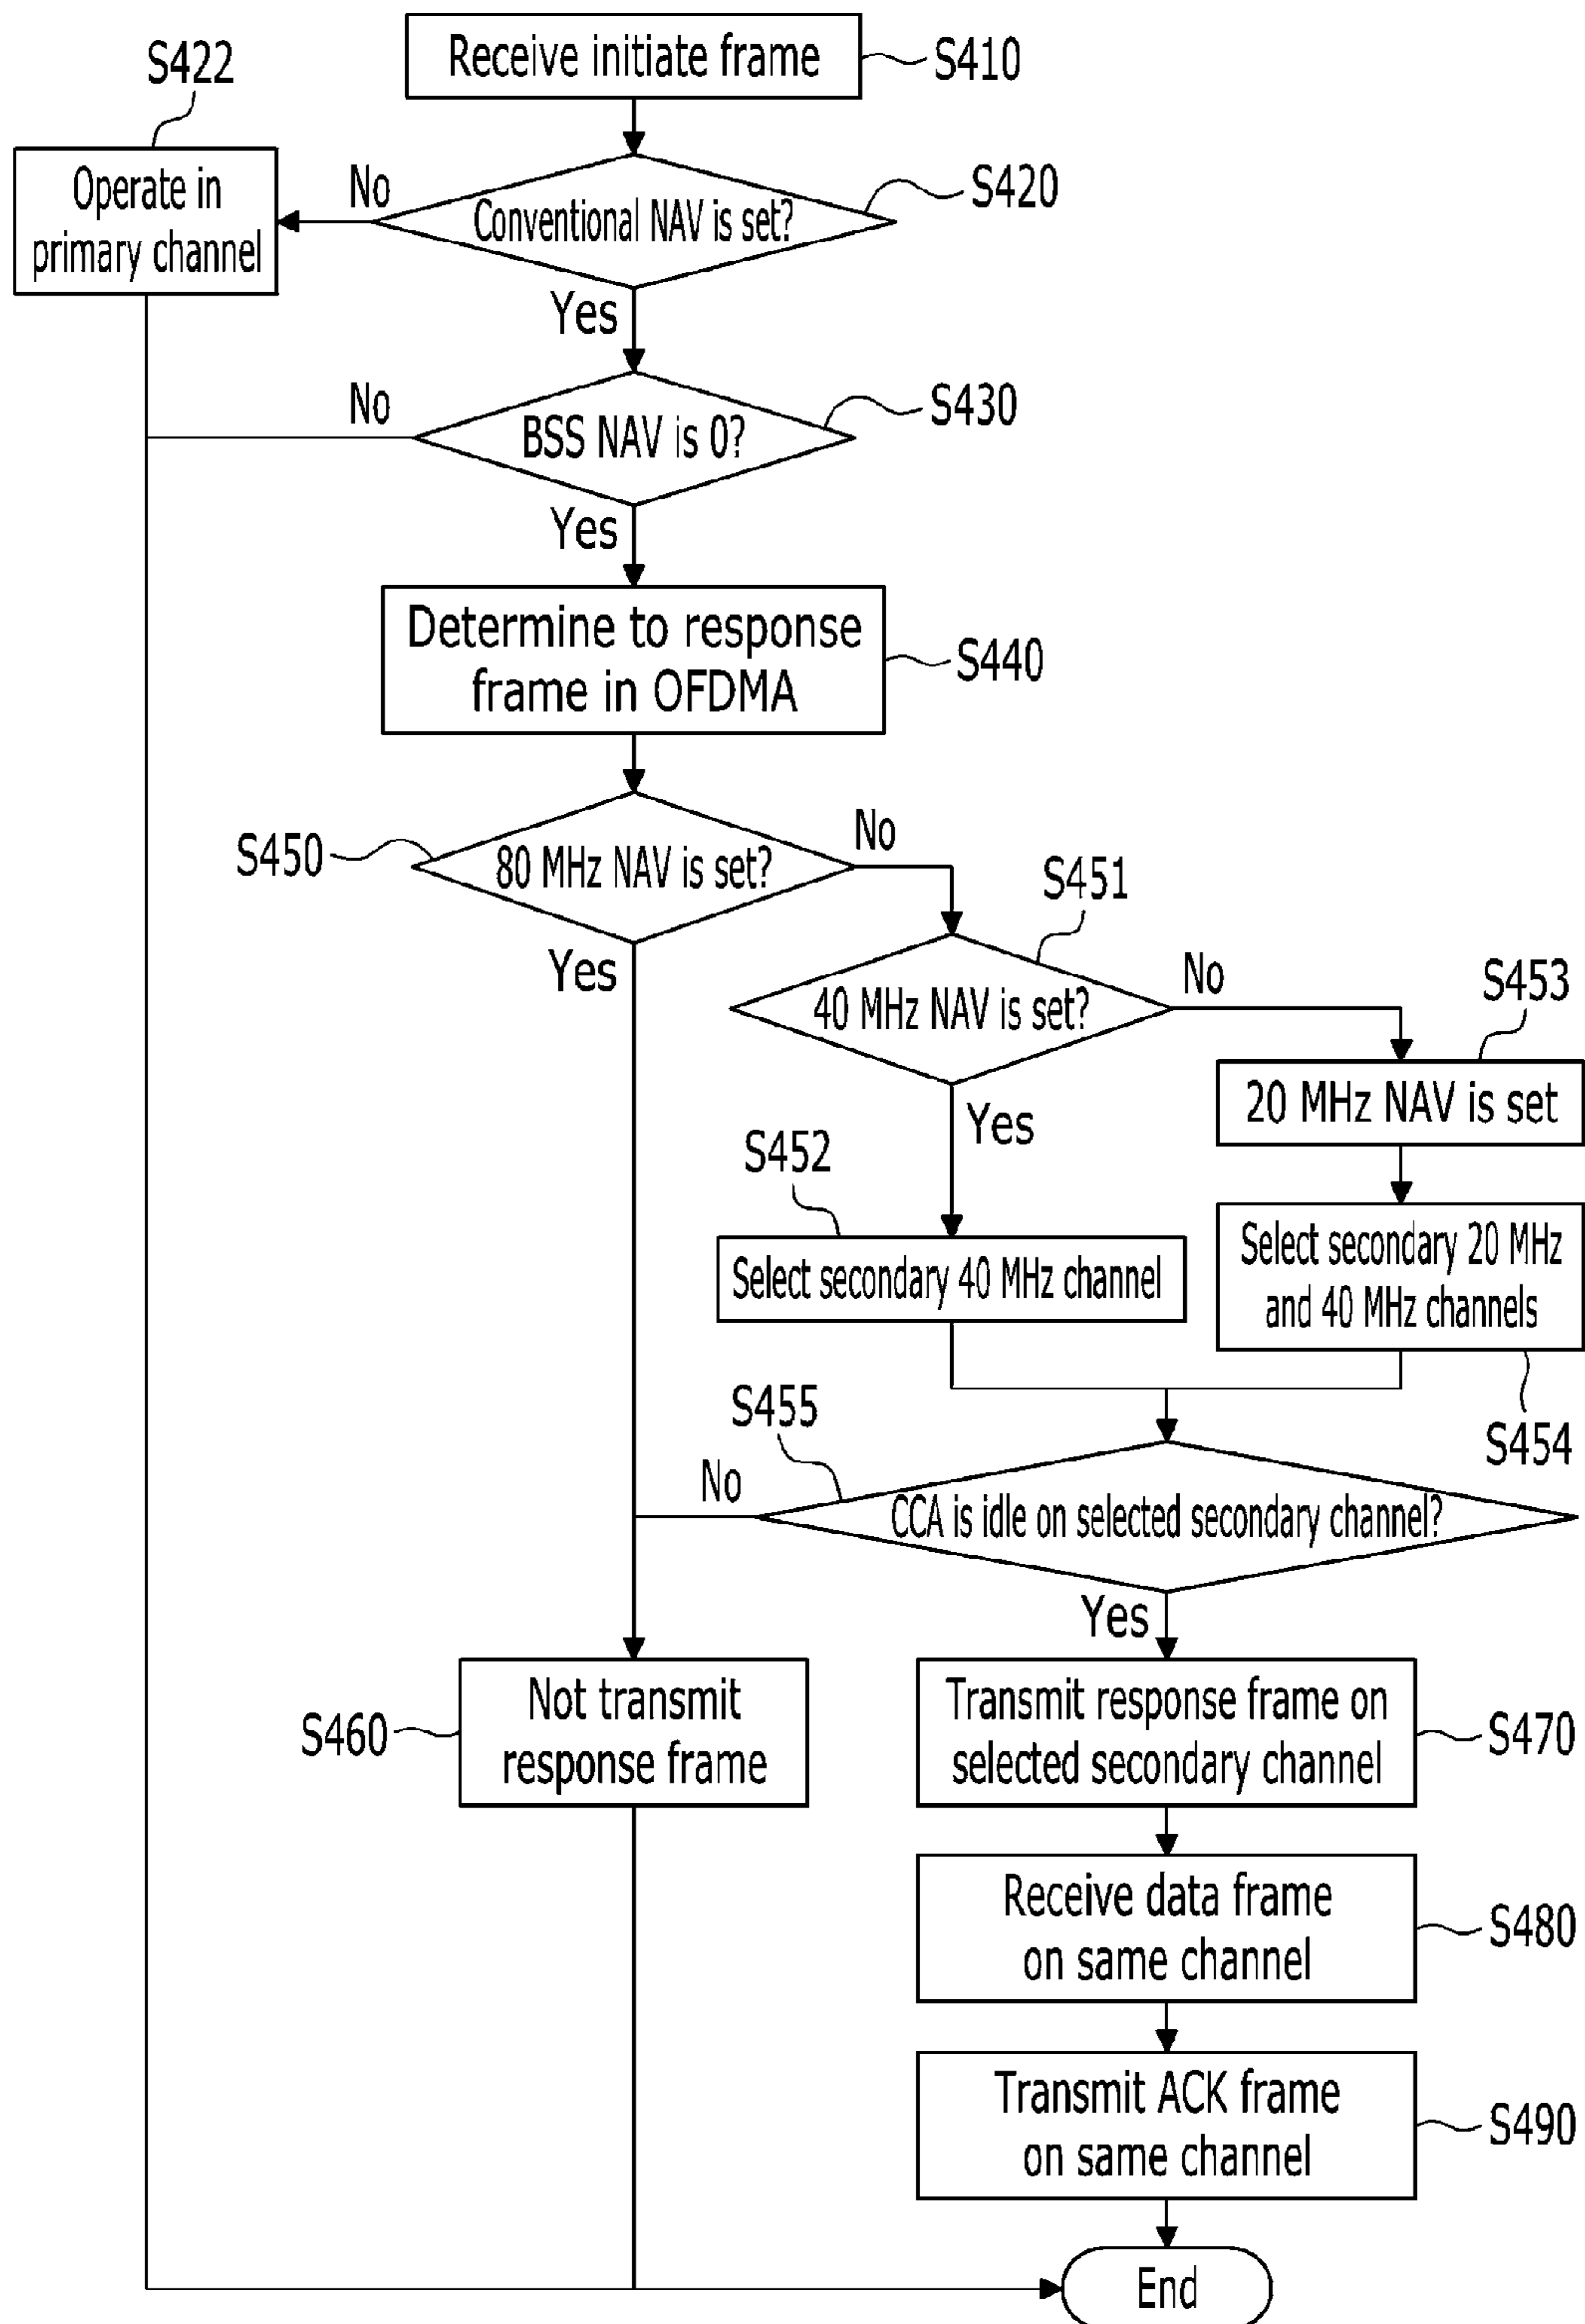 Receive initiate frame
S410
S422
Operate in
primary channel
No
Conventional NAV is set?
S420
Yes
No
BSS NAV is 0?
S430
Yes
Determine to response
frame in OFDMA
S440
S450
80 MHz NAV is set?
No
Yes
S451
40 MHz NAV is set?
No
S453
Yes
20 MHz NAV is set
S452
Select secondary 40 MHz channel
Select secondary 20 MHz
and 40 MHz channels
S454
S455
No
CCA is idle on selected secondary channel?
Yes
S460
Not transmit
response frame
Transmit response frame on
selected secondary channel
S470
Receive data frame
on same channel
S480
Transmit ACK frame
on same channel
S490
End